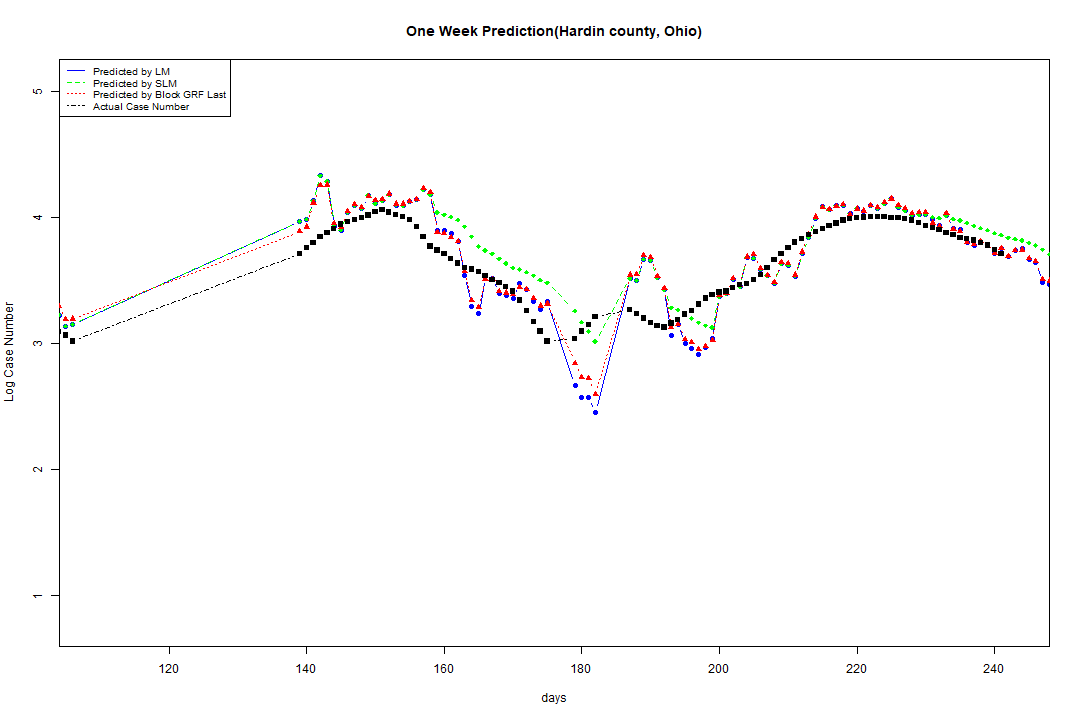 One Week Prediction(Hardin county, Ohio)
Predicted by LM
Predicted by SLM
Predicted by Block GRF Last
Actual Case Number
5
4
3
2
1
Log Case Number
120 140 160 180 200 220 240
days